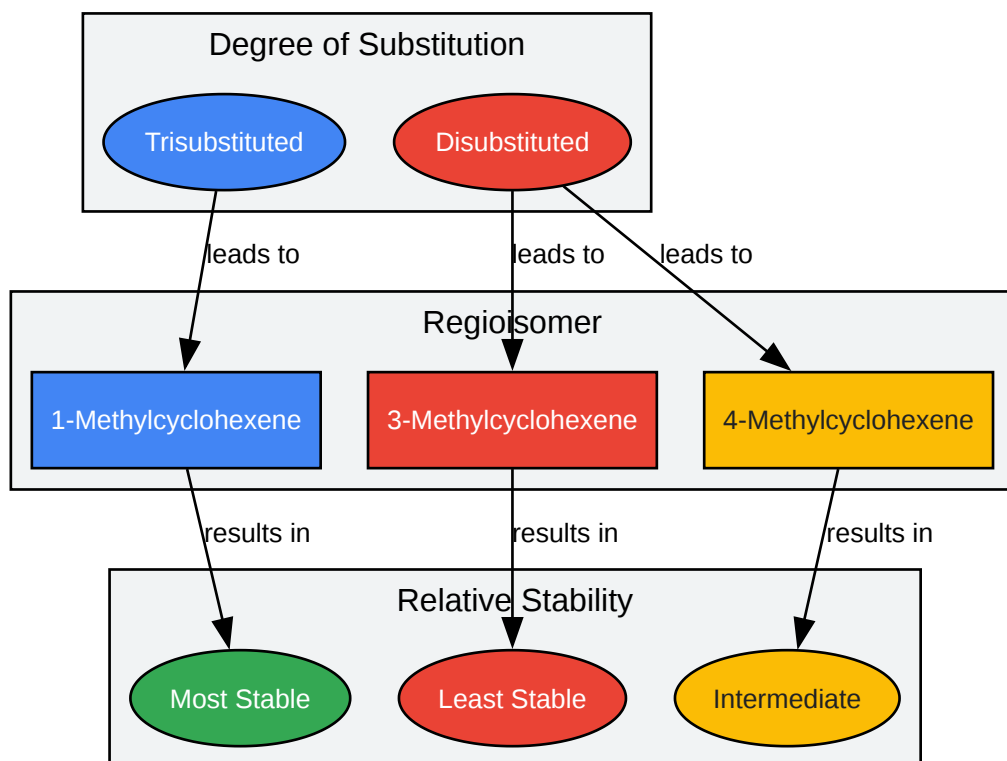 Degree of Substitution
Trisubstituted
Disubstituted
leads to
leads to
leads to
Regioisomer
1-Methylcyclohexene
3-Methylcyclohexene
4-Methylcyclohexene
results in
results in
results in
Relative Stability
Most Stable
Least Stable
Intermediate